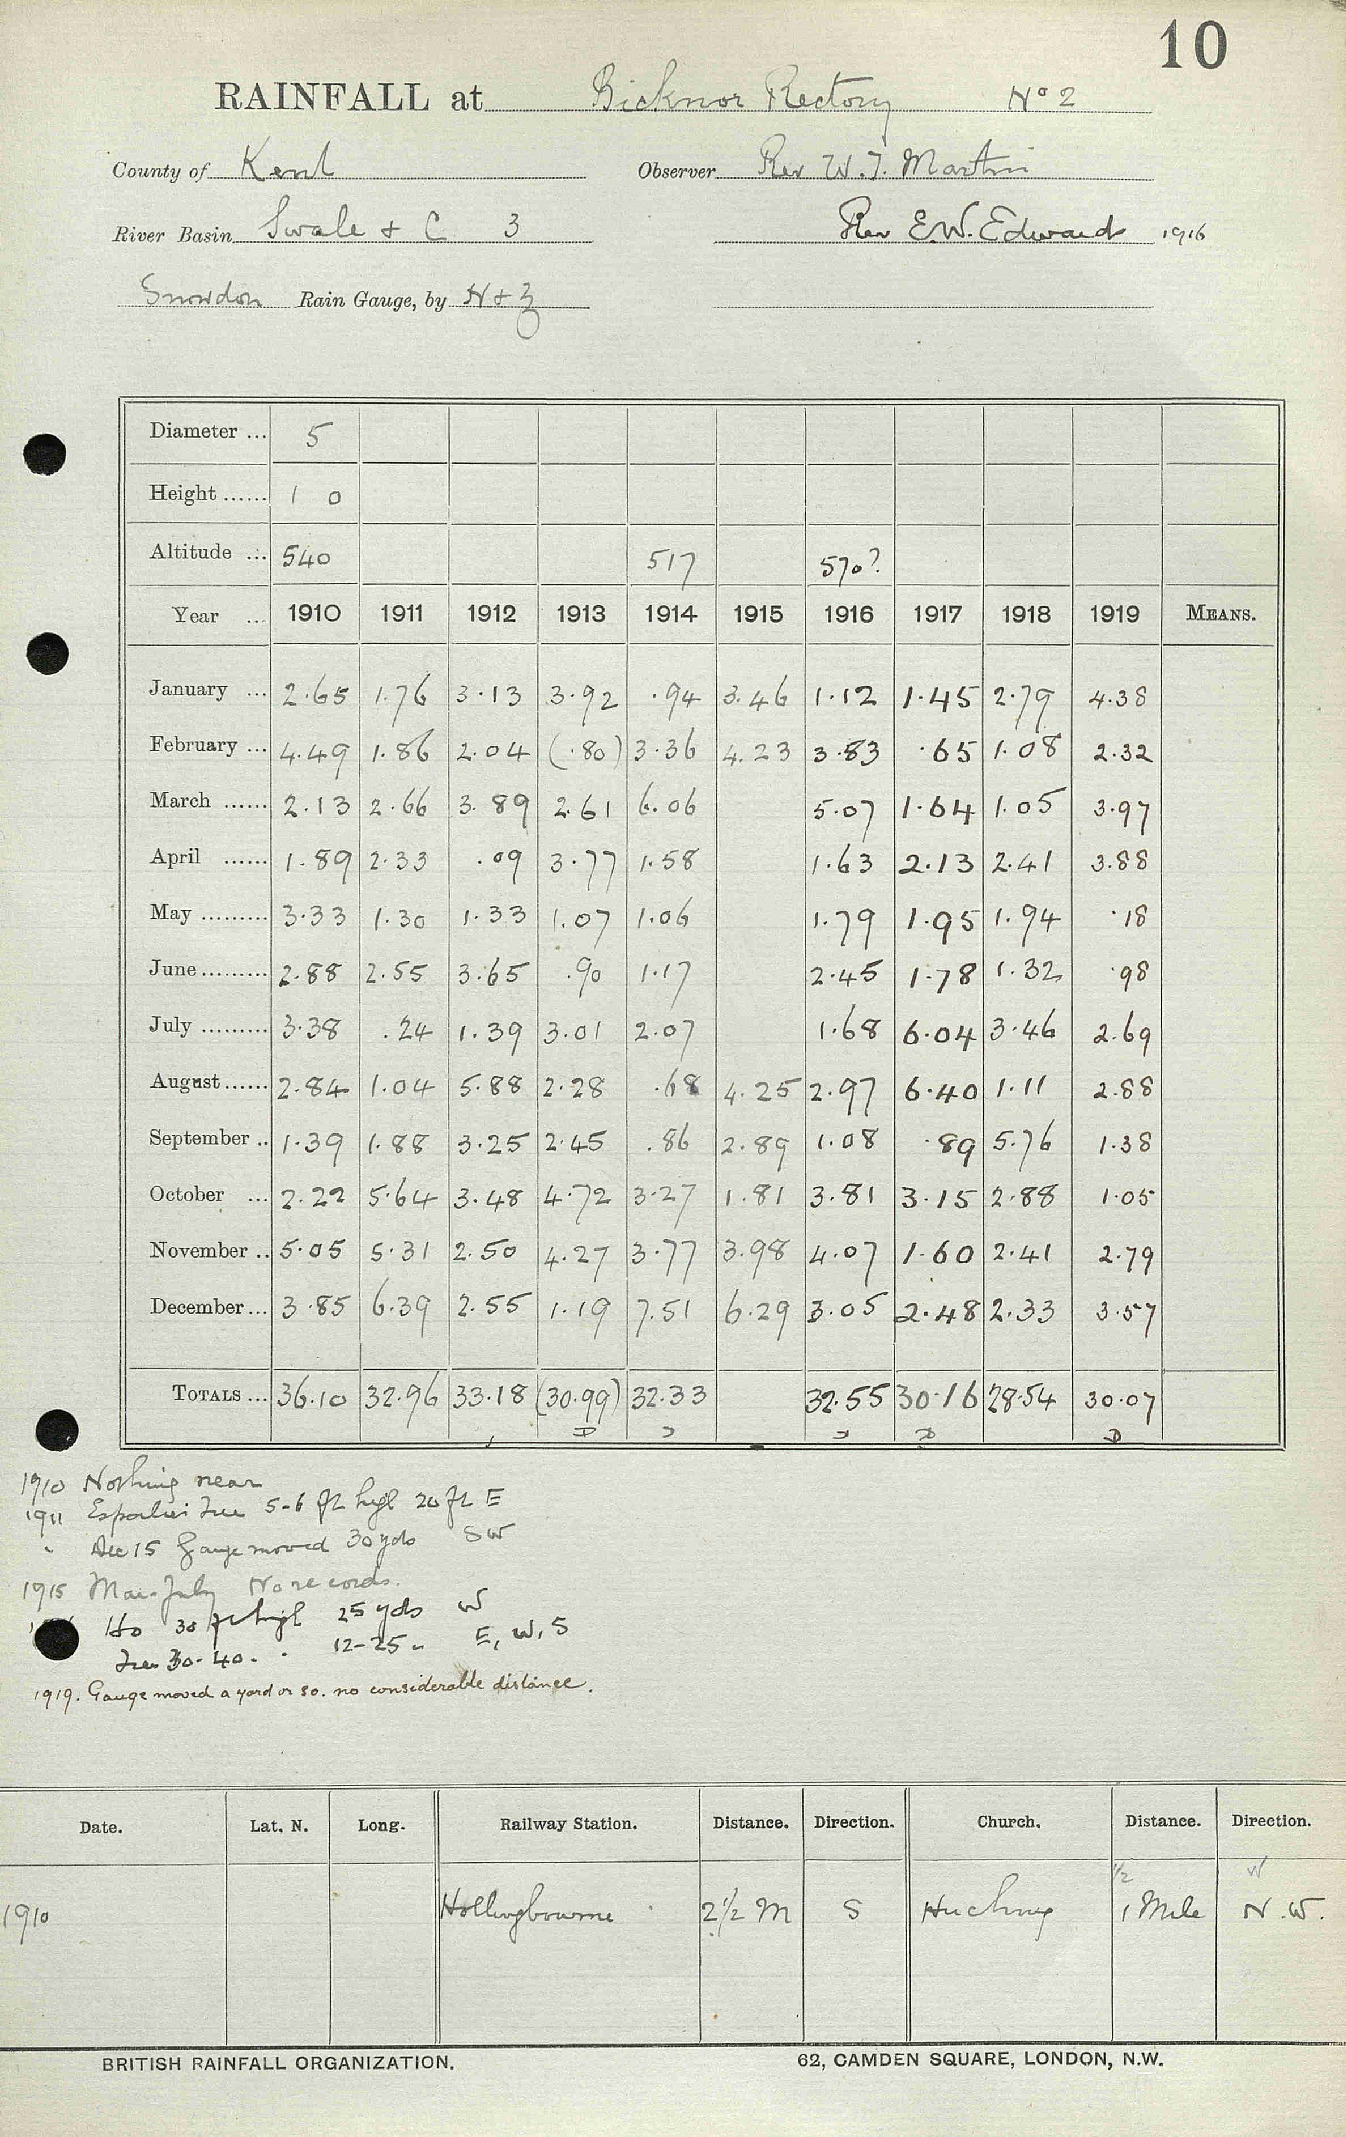 10
RAINFALL at Bicknor Rectory No 2
County of Kent Observer Rev W. J. Martin
River Basin Swale & C 3 Rev E.W. Edwards 1916
Snowdon Rain Gauge, by N + Z
Diameter ... 5
Height ...... 1 0
Altitude ... 540 517 570?
Year ... 1910 1911 1912 1913 1914 1915 1916 1917 1918 1919 MEANS.
January ... 2.65 1.76 3.13 3.92 .94 3.46 1.12 1.45 2.79 4.38
February ... 4.49 1.86 2.04 (.80) 3.36 4.23 3.83 .65 1.08 2.32
March ...... 2.13 2.66 3.89 2.61 6.06 5.07 1.64 1.05 3.97
April ...... 1.89 2.33 .09 3.77 1.58 1.63 2.13 2.41 3.88
May ......... 3.33 1.30 1.33 1.07 1.06 1.79 1.95 1.94 .18
June ......... 2.88 2.55 3.65 .90 1.17 2.45 1.78 1.32 .98
July ......... 3.38 .24 1.39 3.01 2.07 1.68 6.04 3.46 2.69
August ...... 2.84 1.04 5.88 2.28 .68 4.25 2.97 6.40 1.11 2.88
September .. 1.39 1.88 3.25 2.45 .86 2.89 1.08 .89 5.76 1.38
October ... 2.22 5.64 3.48 4.72 3.27 1.81 3.81 3.15 2.88 1.05
November .. 5.05 5.31 2.50 4.27 3.77 3.98 4.07 1.60 2.41 2.79
December ... 3.85 6.39 2.55 1.19 7.51 6.29 3.05 2.48 2.33 3.57
TOTALS ... 36.10 32.96 33.18 (30.99) 32.33 32.55 30.16 28.54 30.07
1910 Nothing near
1911 Espalier Tree 5-6 ft high 20 ft E
" Dec 15 Gauge moved 30 yds SW
1915 Mar-July No records.
Ho 30 ft high 25 yds W
Trees 30-40 " 12-25 " E, W, S
1919. Gauge moved a yard or so. no considerable distance.
Date. Lat. N. Long. Railway Station. Distance. Direction. Church. Distance. Direction.
1/2 W
1910 Hollingbourne 2½ M S Hucking 1 Mile N.W.
BRITISH RAINFALL ORGANIZATION. 62, CAMDEN SQUARE, LONDON, N.W.